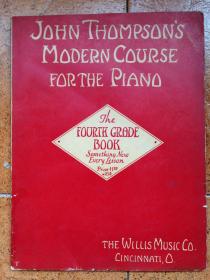 JOHN THOMPSON'S
MODERN COURSE
FOR THE PIANO
The
FOURTH GRADE
BOOK
Something New
Every Lesson
THE WILLIS MUSIC CO.
CINCINNATI, O.